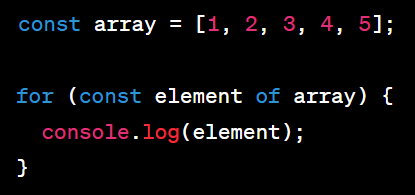 const array = [1, 2, 3, 4, 5];
for (const element of array) {
  console.log(element);
}